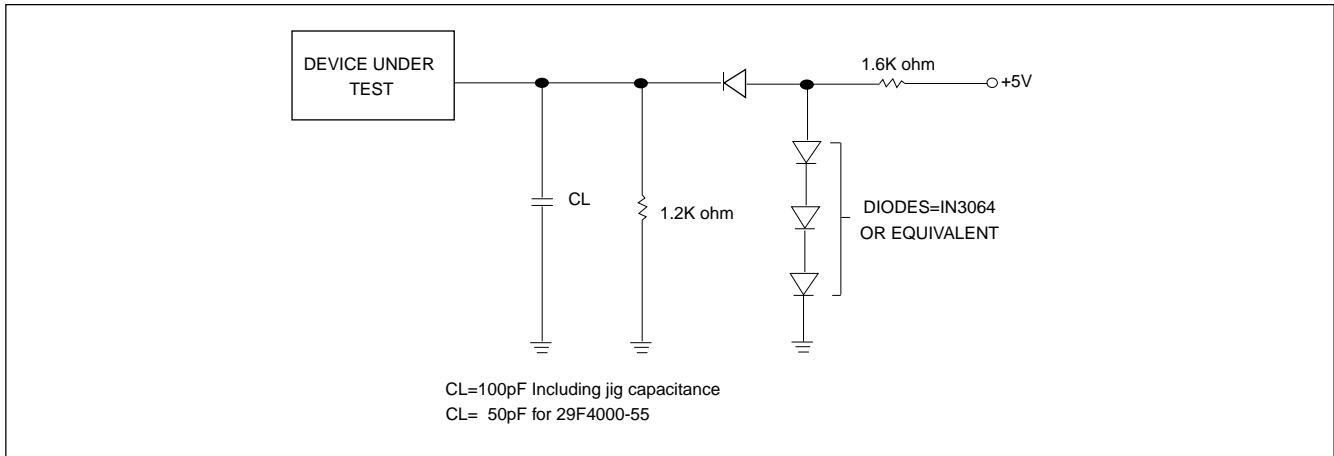 DEVICE UNDER
TEST
1.6K ohm
+5V
CL
1.2K ohm
DIODES=IN3064
OR EQUIVALENT
CL=100pF Including jig capacitance
CL= 50pF for 29F4000-55